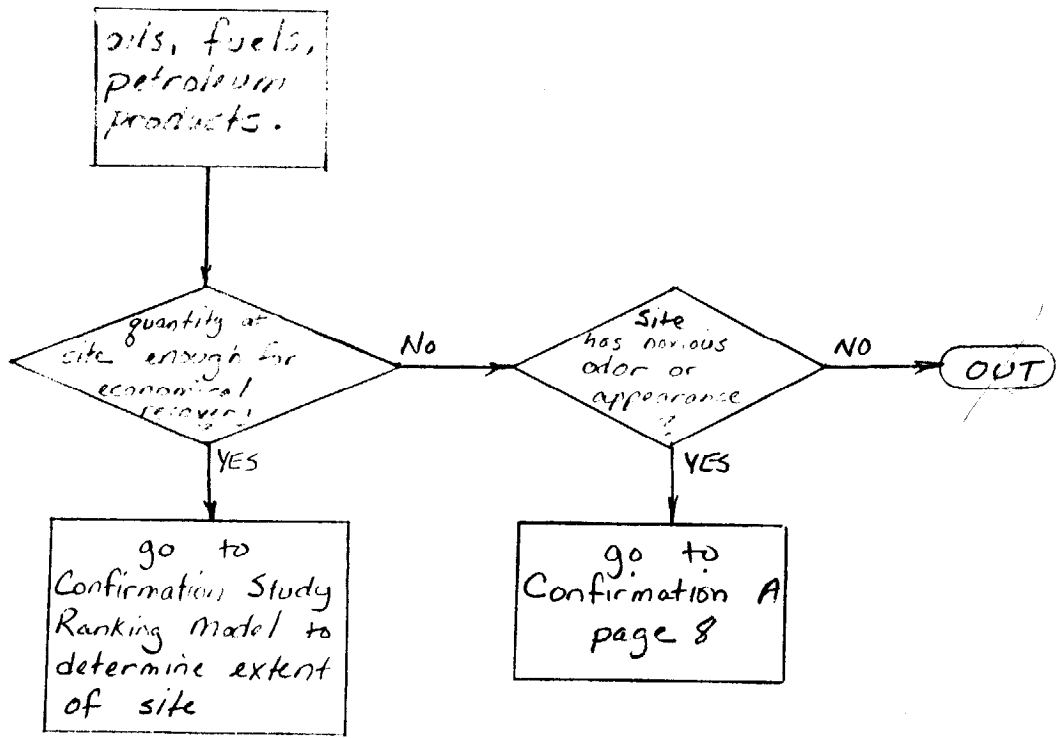 oils, fuels,
petroleum
products.
quantity at
site enough for
economical
recovery?
No
Site
has noxious
odor or
appearance
?
NO
OUT
YES
YES
go to
Confirmation Study
Ranking Model to
determine extent
of site
go to
Confirmation A
page 8